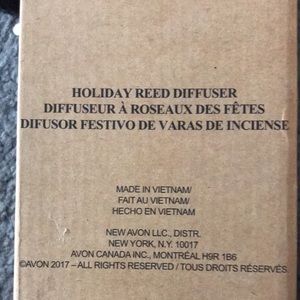 HOLIDAY REED DIFFUSER
DIFFUSEUR À ROSEAUX DES FÊTES
DIFUSOR FESTIVO DE VARAS DE INCIENSE
MADE IN VIETNAM/
FAIT AU VIETNAM/
HECHO EN VIETNAM
NEW AVON LLC., DISTR.
NEW YORK, N.Y. 10017
AVON CANADA INC., MONTRÉAL H9R 1B6
©AVON 2017 – ALL RIGHTS RESERVED / TOUS DROITS RÉSERVÉS.